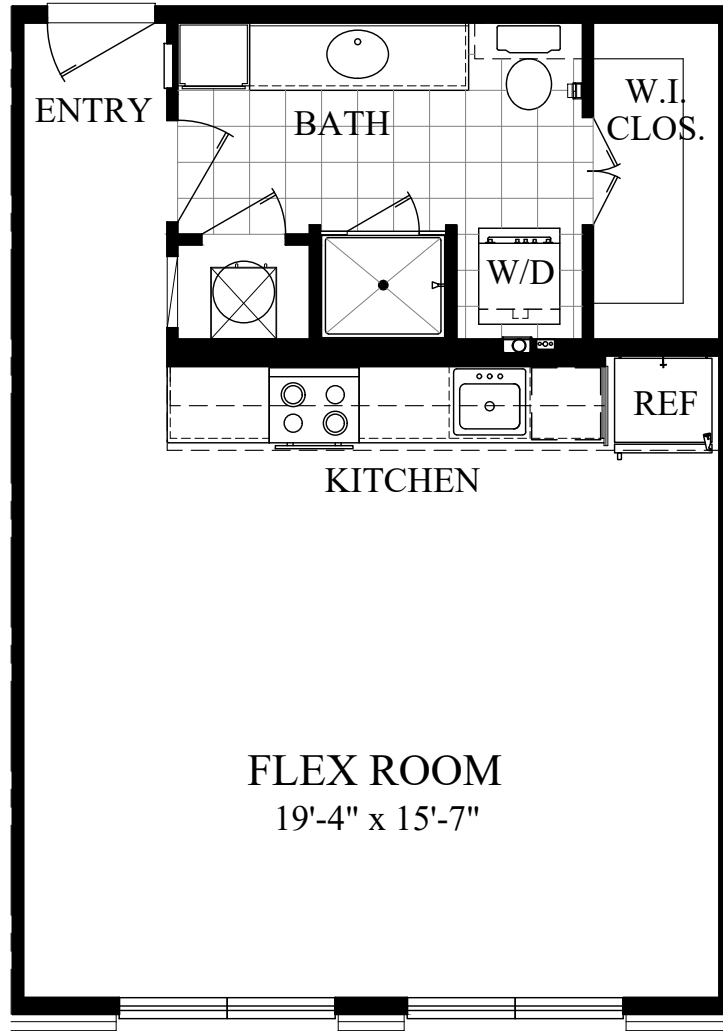 ENTRY
BATH
W.I.
CLOS.
W/D
REF
KITCHEN
FLEX ROOM
19'-4" x 15'-7"